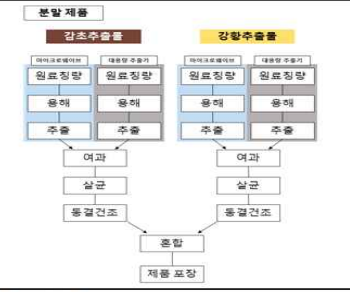 분말 제품
감초추출물 강황추출물
마이크로웨이브 대용량 추출기 마이크로웨이브 대용량 추출기
원료칭량 원료칭량 원료칭량 원료칭량
용해 용해 용해 용해
추출 추출 추출 추출
여과 여과
살균 살균
동결건조 동결건조
혼합
제품 포장